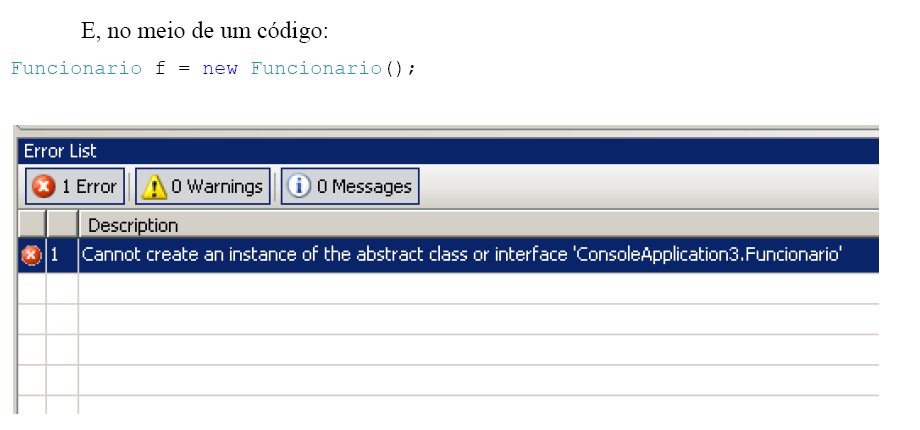 E, no meio de um código:
Funcionario f = new Funcionario();
Error List
1 Error 0 Warnings 0 Messages
Description
1 Cannot create an instance of the abstract class or interface 'ConsoleApplication3.Funcionario'